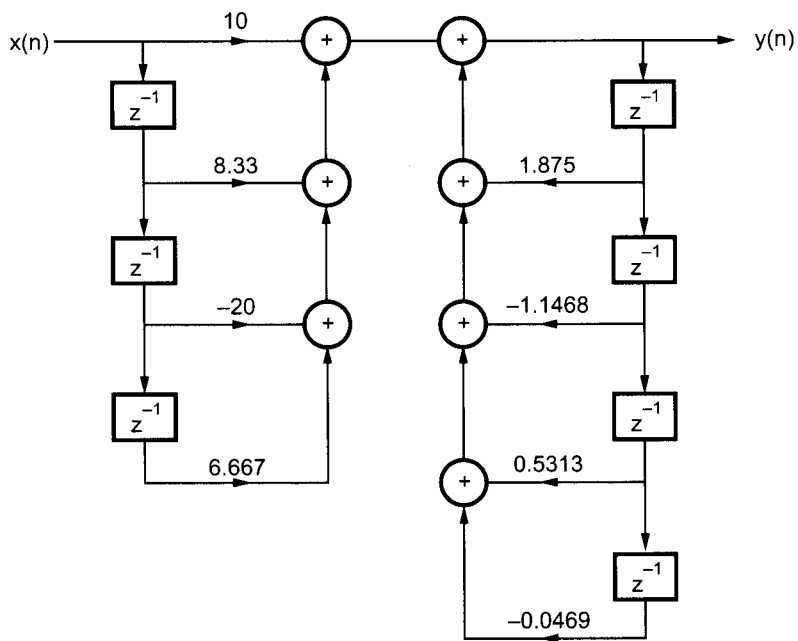 10
x(n) + + y(n)
z⁻¹ z⁻¹
8.33 + + 1.875
z⁻¹ z⁻¹
–20 + + –1.1468
z⁻¹ z⁻¹
6.667 + 0.5313
z⁻¹
–0.0469